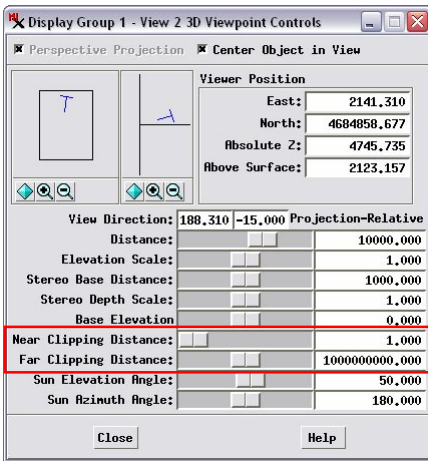 Display Group 1 - View 2 3D Viewpoint Controls
Perspective Projection Center Object in View
Viewer Position
East: 2141.310
North: 4684858.677
Absolute Z: 4745.735
Above Surface: 2123.157
View Direction: 188.310 -15.000 Projection-Relative
Distance: 10000.000
Elevation Scale: 1.000
Stereo Base Distance: 1000.000
Stereo Depth Scale: 1.000
Base Elevation 0.000
Near Clipping Distance: 1.000
Far Clipping Distance: 1000000000.000
Sun Elevation Angle: 50.000
Sun Azimuth Angle: 180.000
Close Help